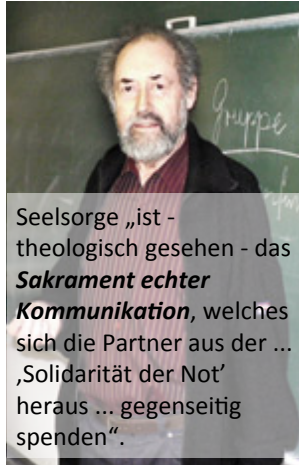 Gruppe
Seelsorge „ist -
theologisch gesehen - das
Sakrament echter
Kommunikation, welches
sich die Partner aus der ...
‚Solidarität der Not’
heraus ... gegenseitig
spenden“.